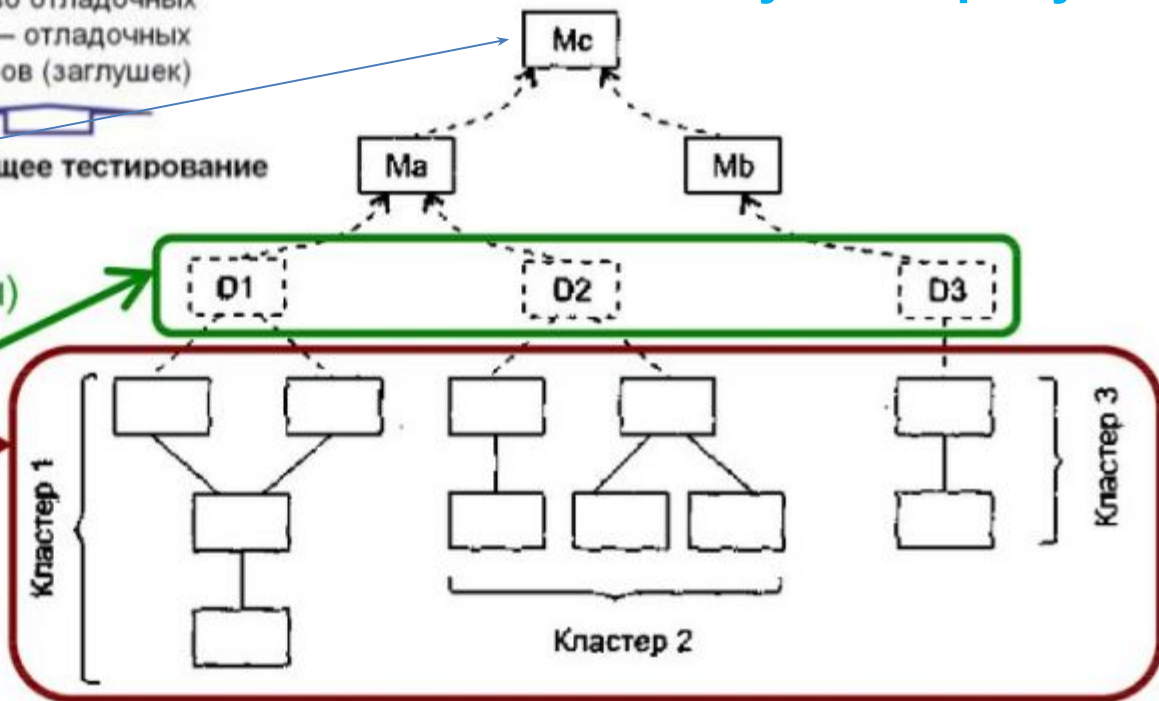 отладочных
– отладочных
ов (заглушек)
щее тестирование
Mc
Ma
Mb
D1
D2
D3
Кластер 1
Кластер 2
Кластер 3